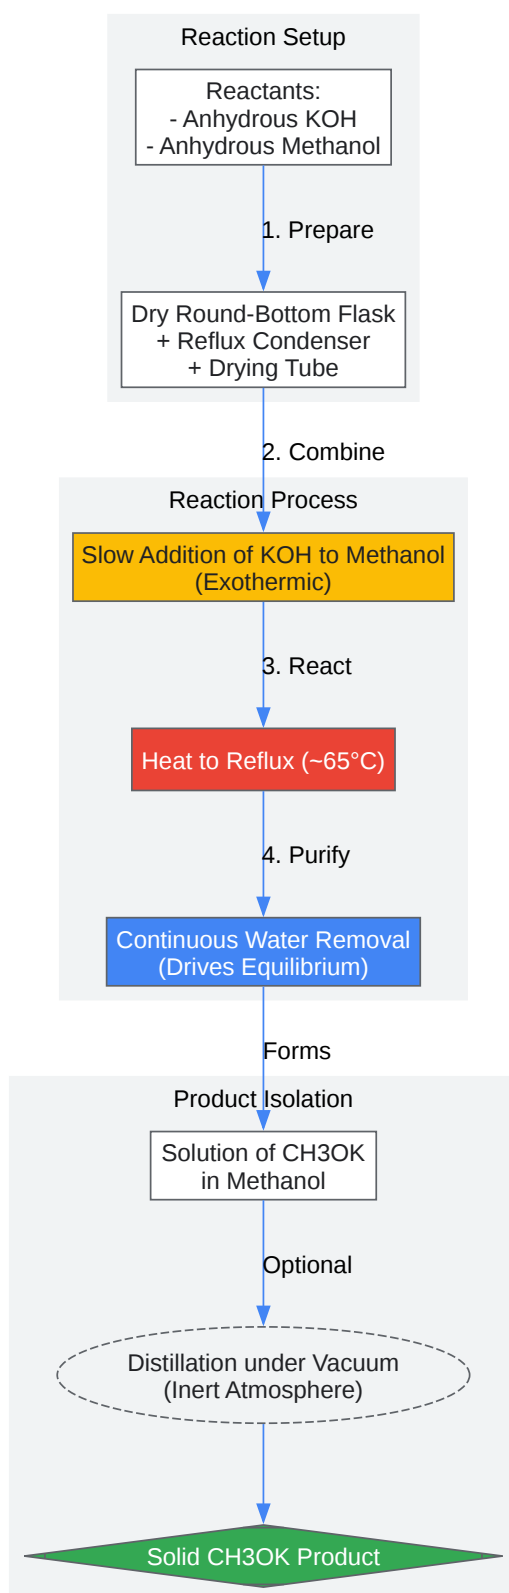 Reaction Setup
Reactants:
- Anhydrous KOH
- Anhydrous Methanol
1. Prepare
Dry Round-Bottom Flask
+ Reflux Condenser
+ Drying Tube
2. Combine
Reaction Process
Slow Addition of KOH to Methanol
(Exothermic)
3. React
Heat to Reflux (~65°C)
4. Purify
Continuous Water Removal
(Drives Equilibrium)
Forms
Product Isolation
Solution of CH3OK
in Methanol
Optional
Distillation under Vacuum
(Inert Atmosphere)
Solid CH3OK Product